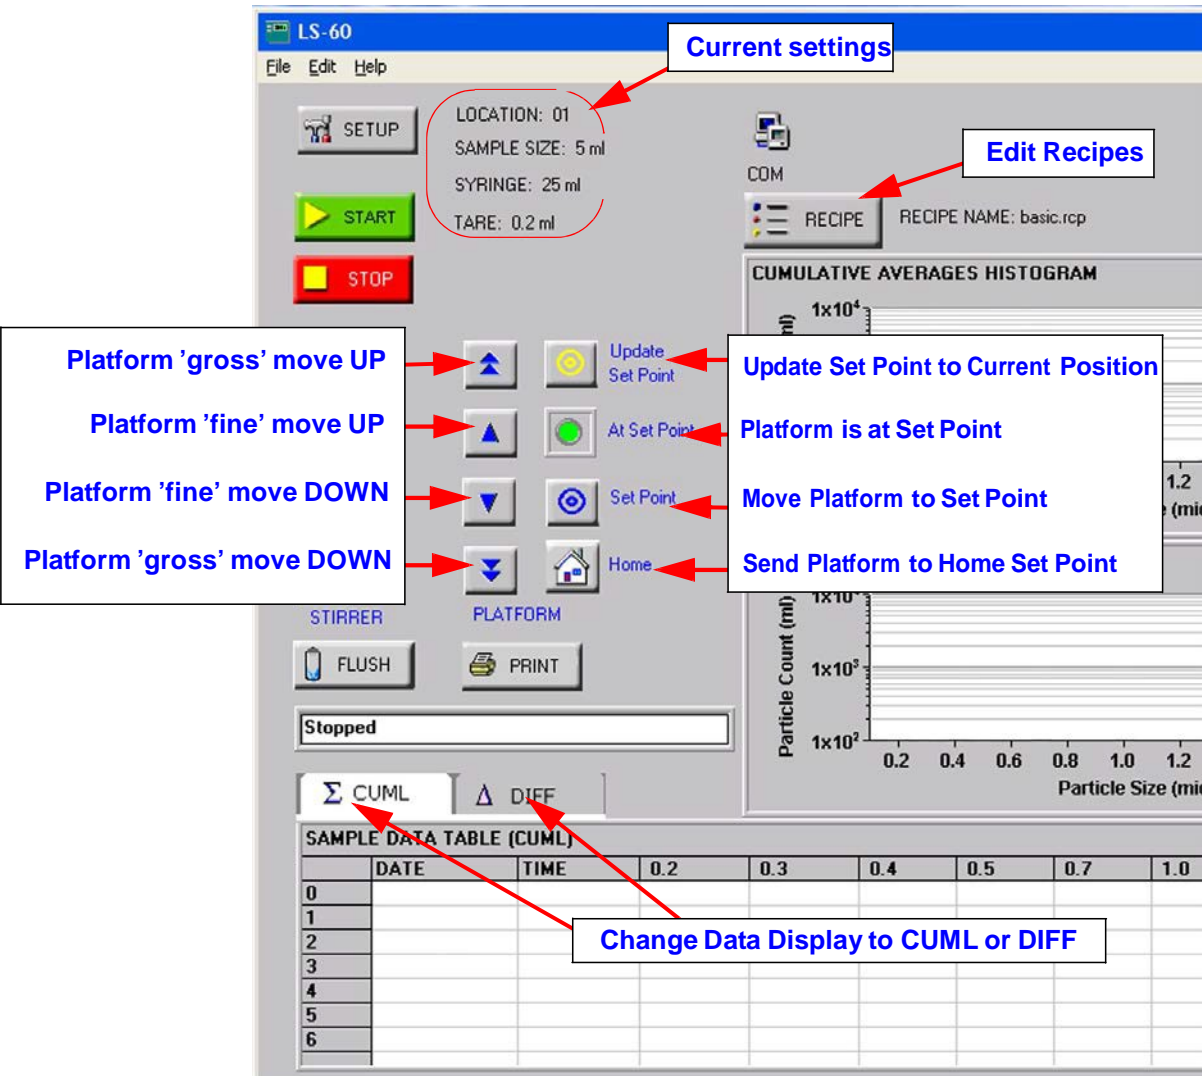 LS-60
Current settings
File Edit Help
SETUP
LOCATION: 01
SAMPLE SIZE: 5 ml
SYRINGE: 25 ml
TARE: 0.2 ml
COM
Edit Recipes
START
RECIPE
RECIPE NAME: basic.rcp
STOP
CUMULATIVE AVERAGES HISTOGRAM
1x10⁴
Platform ’gross’ move UP
Update
Set Point
Update Set Point to Current Position
Platform ’fine’ move UP
At Set Point
Platform is at Set Point
Platform ’fine’ move DOWN
Set Point
Move Platform to Set Point
1.2
Platform ’gross’ move DOWN
Home
Send Platform to Home Set Point
STIRRER
PLATFORM
FLUSH
PRINT
Particle Count (ml)
1x10³
1x10²
0.2 0.4 0.6 0.8 1.0 1.2
Particle Size
Stopped
Σ CUML
Δ DIFF
SAMPLE DATA TABLE (CUML)
DATE TIME 0.2 0.3 0.4 0.5 0.7 1.0
0
1
2
3
4
5
6
Change Data Display to CUML or DIFF